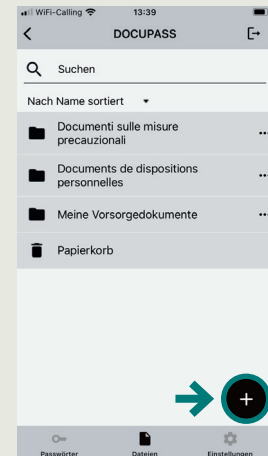 WiFi-Calling 13:39
DOCUPASS
Suchen
Nach Name sortiert
Documenti sulle misure
precauzionali
Documents de dispositions
personnelles
Meine Vorsorgedokumente
Papierkorb
Passwörter Dateien Einstellungen